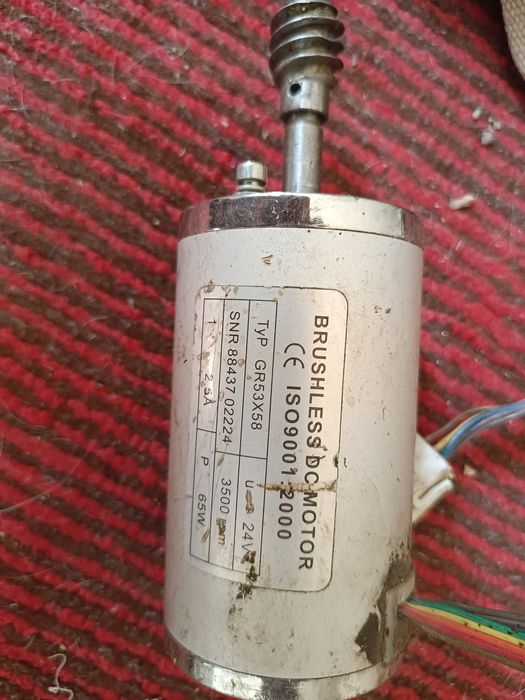 BRUSHLESS DC MOTOR
CE ISO9001:2000
TyP GR53X58 U 24V
SNR 88437 02224 3500 rpm
I 2.5A P 65W